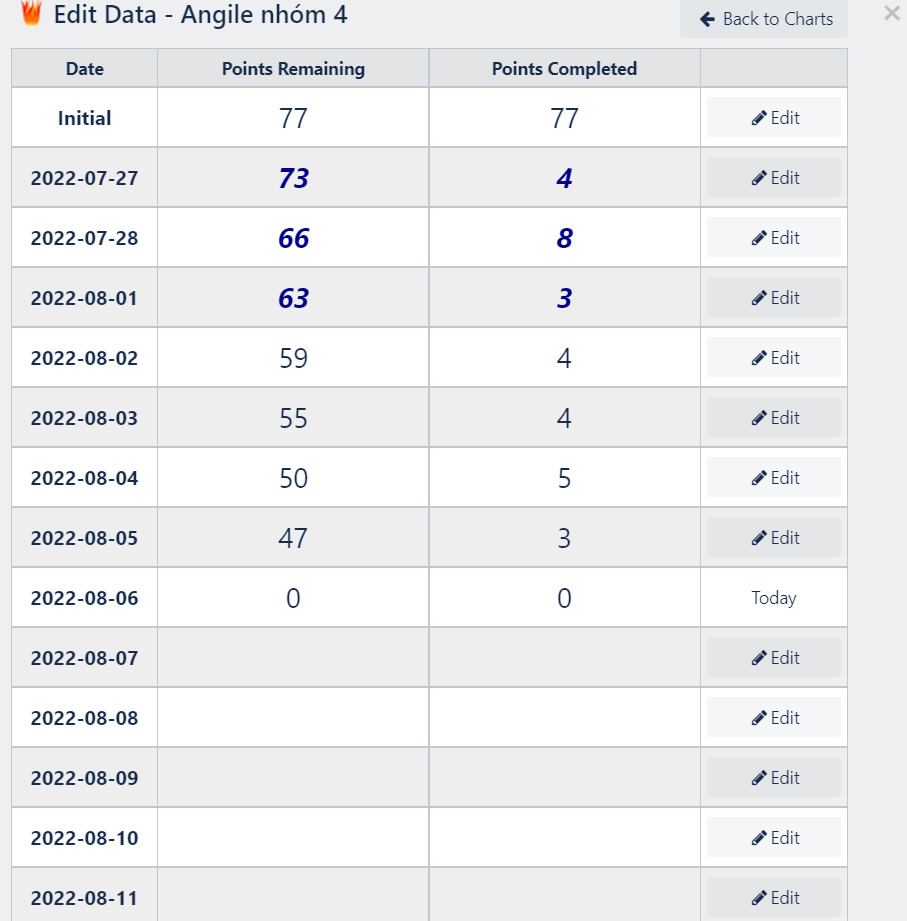 Edit Data - Angile nhóm 4
Back to Charts
Date Points Remaining Points Completed
Initial 77 77 Edit
2022-07-27 73 4 Edit
2022-07-28 66 8 Edit
2022-08-01 63 3 Edit
2022-08-02 59 4 Edit
2022-08-03 55 4 Edit
2022-08-04 50 5 Edit
2022-08-05 47 3 Edit
2022-08-06 0 0 Today
2022-08-07 Edit
2022-08-08 Edit
2022-08-09 Edit
2022-08-10 Edit
2022-08-11 Edit